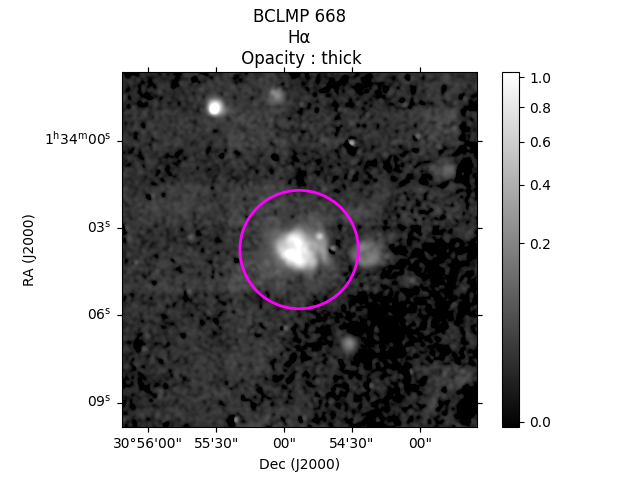 BCLMP 668
Hα
Opacity : thick
1ʰ34ᵐ00ˢ
03ˢ
06ˢ
09ˢ
RA (J2000)
30°56'00" 55'30" 00" 54'30" 00"
Dec (J2000)
1.0
0.8
0.6
0.4
0.2
0.0